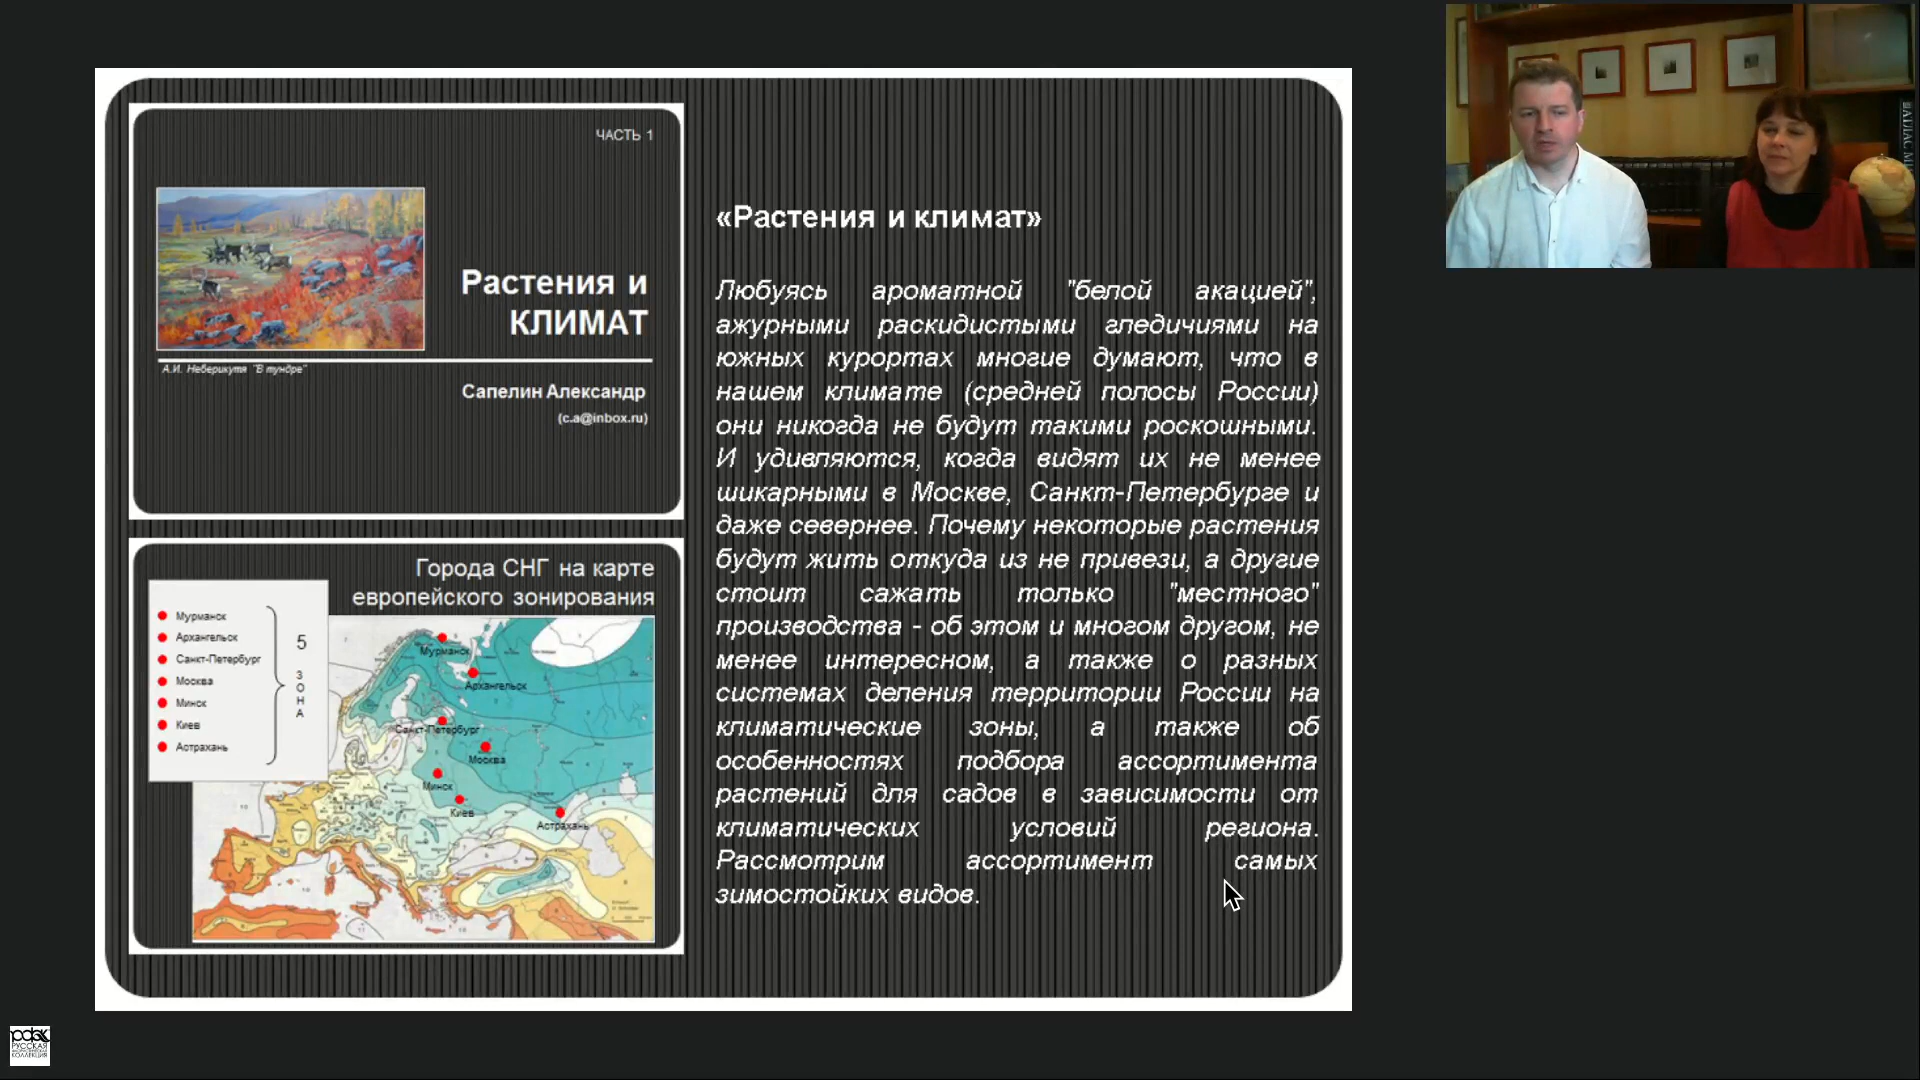 ЧАСТЬ 1
Растения и
КЛИМАТ
А.И. Неберикутя "В тундре"
Сапелин Александр
(c.a@inbox.ru)
Города СНГ на карте
европейского зонирования
Мурманск
Архангельск
Санкт-Петербург
Москва
Минск
Киев
Астрахань
5
З
О
Н
А
Мурманск
Архангельск
Санкт-Петербург
Москва
Минск
Киев
Астрахань
«Растения и климат»
Любуясь ароматной "белой акацией",
ажурными раскидистыми гледичиями на
южных курортах многие думают, что в
нашем климате (средней полосы России)
они никогда не будут такими роскошными.
И удивляются, когда видят их не менее
шикарными в Москве, Санкт-Петербурге и
даже севернее. Почему некоторые растения
будут жить откуда из не привези, а другие
стоит сажать только "местного"
производства - об этом и многом другом, не
менее интересном, а также о разных
системах деления территории России на
климатические зоны, а также об
особенностях подбора ассортимента
растений для садов в зависимости от
климатических условий региона.
Рассмотрим ассортимент самых
зимостойких видов.
АТЛАС
РУССКАЯ
КОЛЛЕКЦИЯ